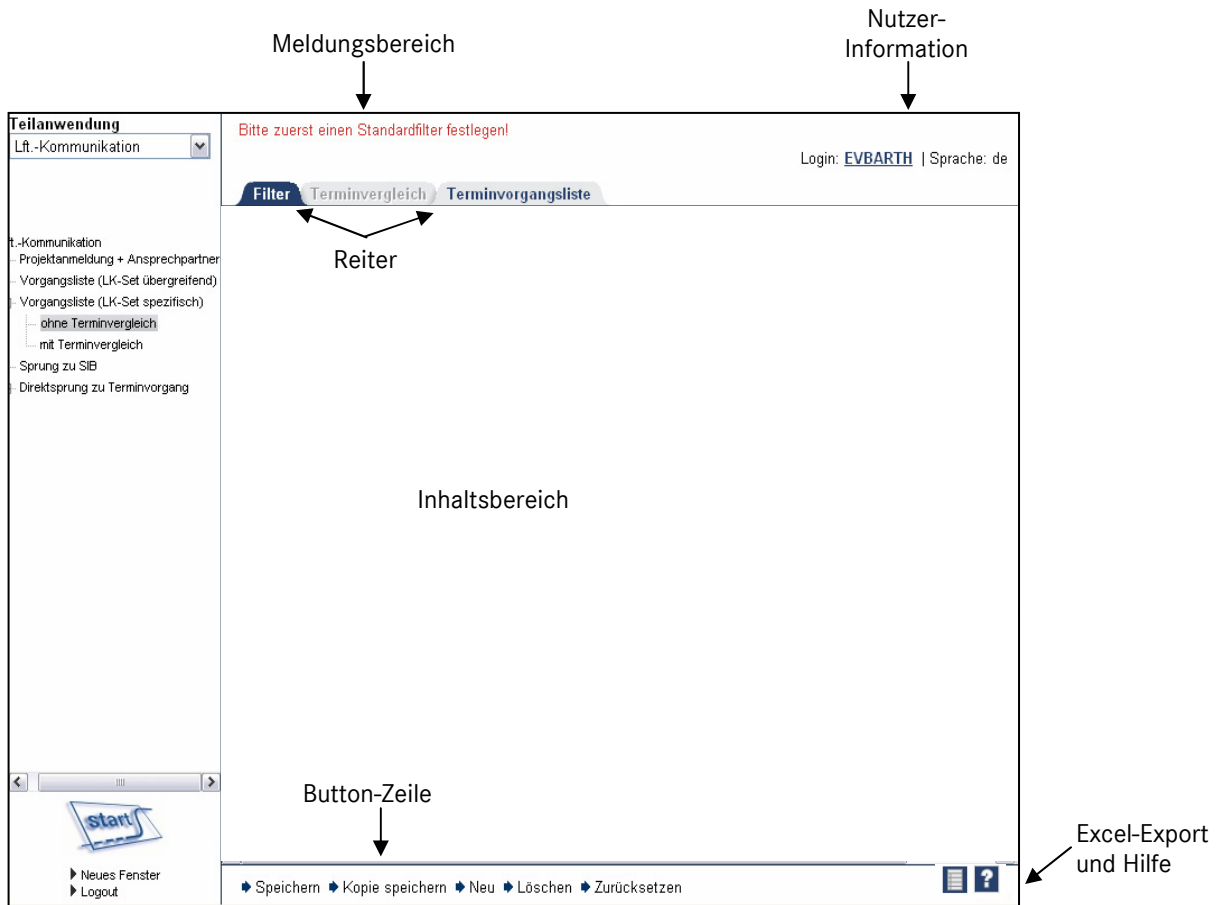 Meldungsbereich
Nutzer-
Information
Teilanwendung
Lft.-Kommunikation
Bitte zuerst einen Standardfilter festlegen!
Login: EVBARTH | Sprache: de
Filter Terminvergleich Terminvorgangsliste
Reiter
t.-Kommunikation
Projektanmeldung + Ansprechpartner
Vorgangsliste (LK-Set übergreifend)
Vorgangsliste (LK-Set spezifisch)
ohne Terminvergleich
mit Terminvergleich
Sprung zu SIB
Direktsprung zu Terminvorgang
Inhaltsbereich
Button-Zeile
start
Neues Fenster
Logout
Speichern Kopie speichern Neu Löschen Zurücksetzen
?
Excel-Export
und Hilfe